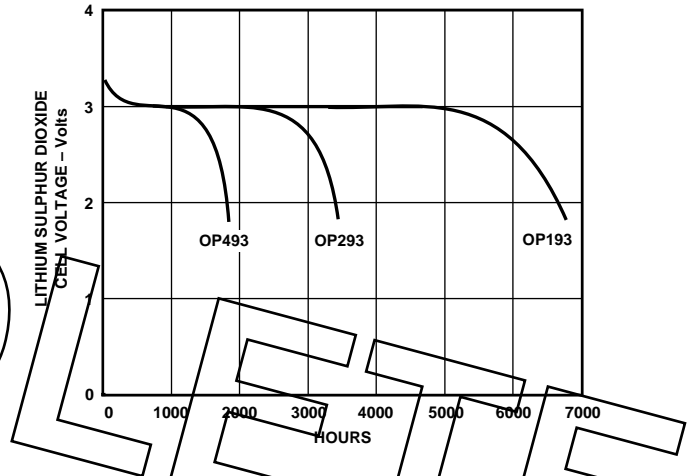 4
3
2
1
0
LITHIUM SULPHUR DIOXIDE
CELL VOLTAGE – Volts
OP493
OP293
OP193
0 1000 2000 3000 4000 5000 6000 7000
HOURS
LETE